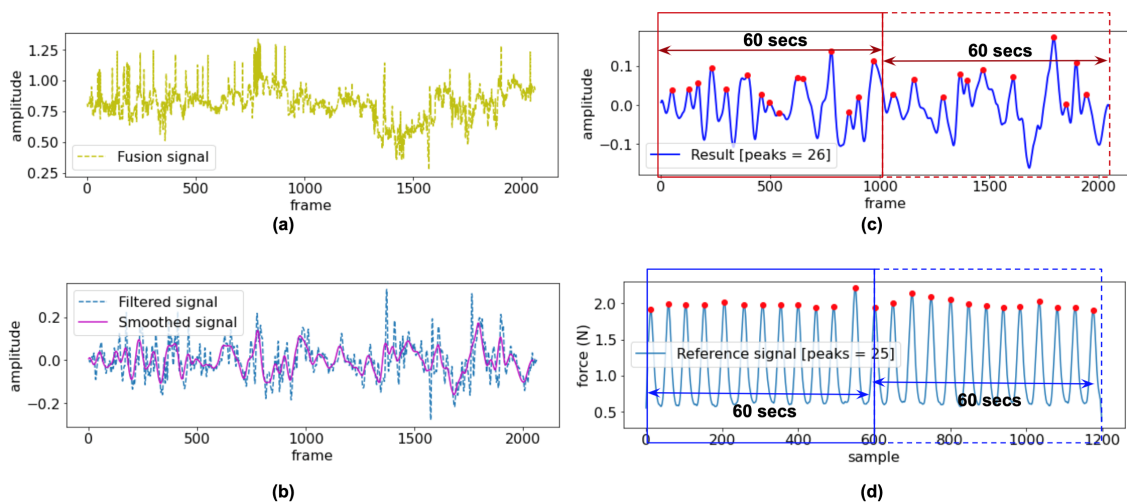 1.25
1.00
0.75
0.50
0.25
amplitude
Fusion signal
0
500
1000
1500
2000
frame
(a)
60 secs
60 secs
0.1
0.0
−0.1
amplitude
Result [peaks = 26]
0
500
1000
1500
2000
frame
(c)
0.2
0.0
−0.2
amplitude
Filtered signal
Smoothed signal
0
500
1000
1500
2000
frame
(b)
2.0
1.5
1.0
0.5
force (N)
Reference signal [peaks = 25]
60 secs
60 secs
0
200
400
600
800
1000
1200
sample
(d)